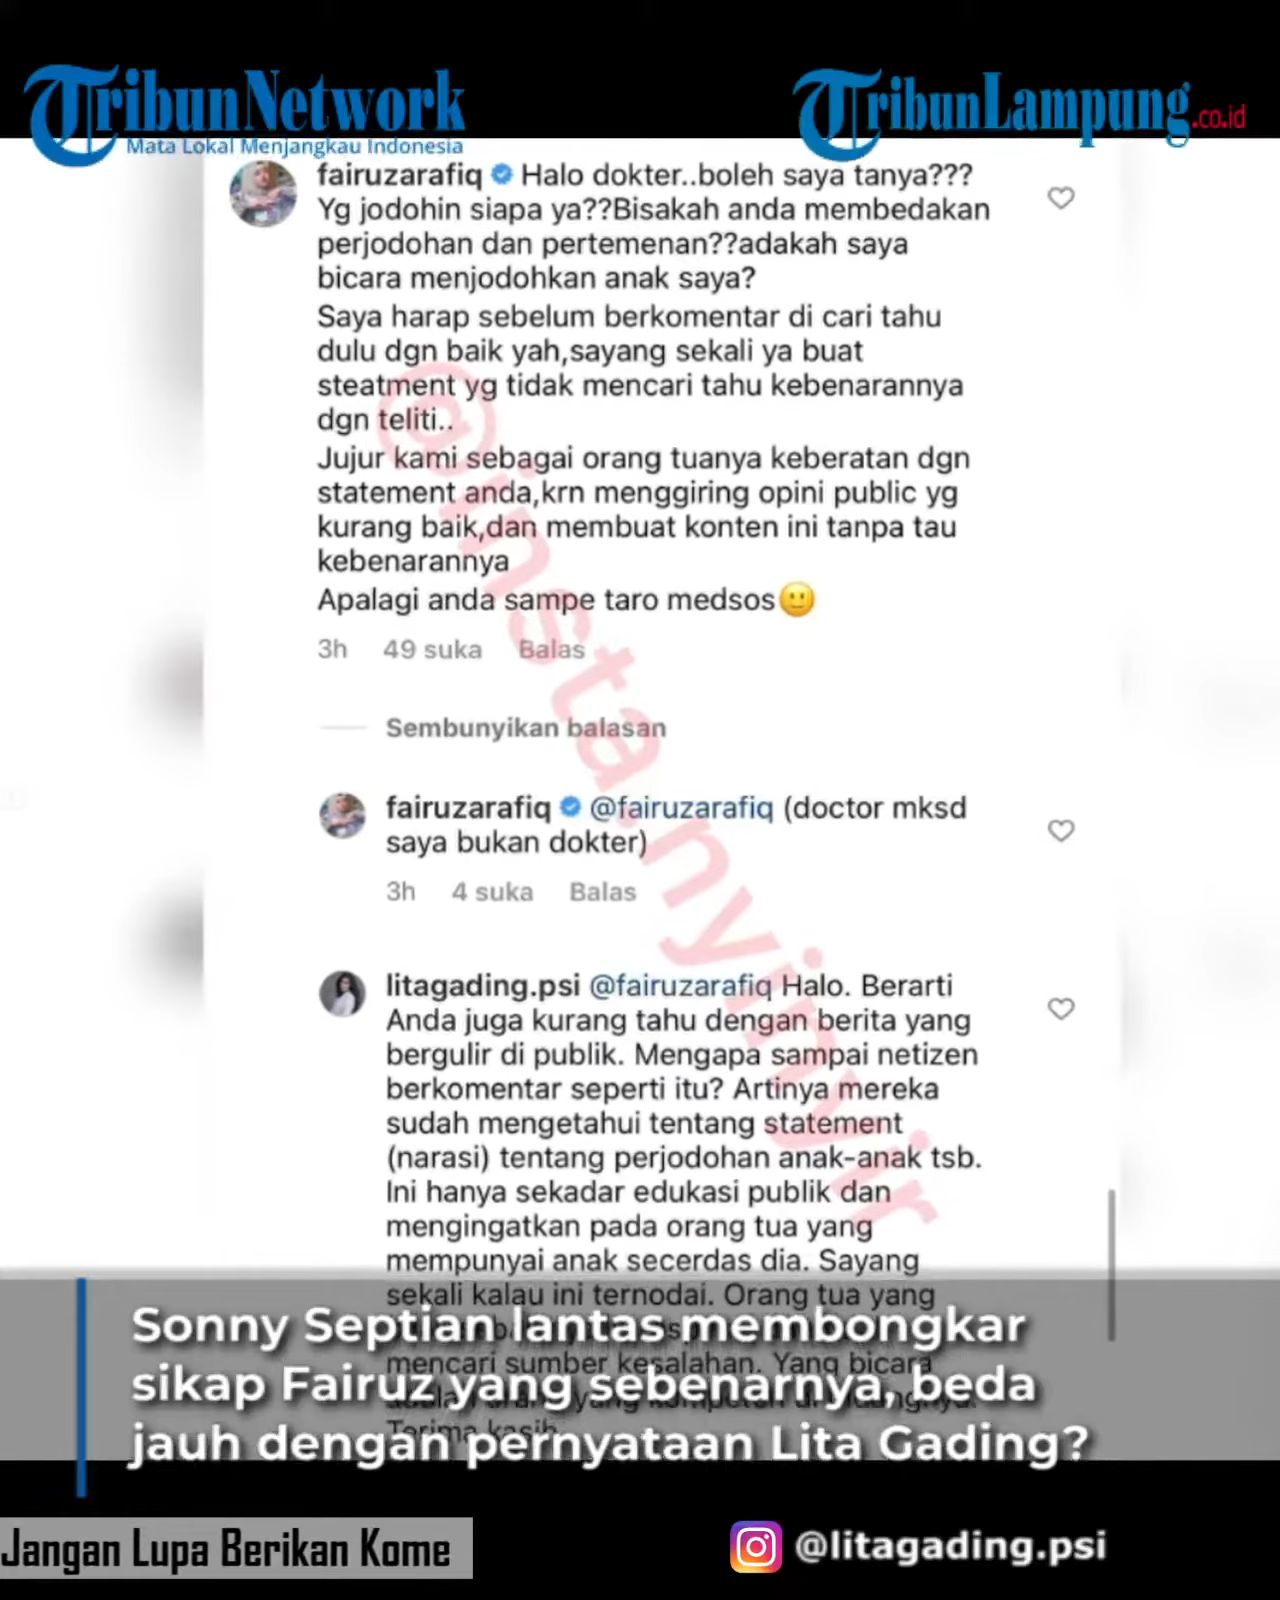 TribunNetwork
Mata Lokal Menjangkau Indonesia
TribunLampung.co.id
fairuzarafiq Halo dokter..boleh saya tanya???
Yg jodohin siapa ya??Bisakah anda membedakan
perjodohan dan pertemenan??adakah saya
bicara menjodohkan anak saya?
Saya harap sebelum berkomentar di cari tahu
dulu dgn baik yah,sayang sekali ya buat
steatment yg tidak mencari tahu kebenarannya
dgn teliti..
Jujur kami sebagai orang tuanya keberatan dgn
statement anda,krn menggiring opini public yg
kurang baik,dan membuat konten ini tanpa tau
kebenarannya
Apalagi anda sampe taro medsos🙂
3h 49 suka Balas
Sembunyikan balasan
fairuzarafiq @fairuzarafiq (doctor mksd
saya bukan dokter)
3h 4 suka Balas
litagading.psi @fairuzarafiq Halo. Berarti
Anda juga kurang tahu dengan berita yang
bergulir di publik. Mengapa sampai netizen
berkomentar seperti itu? Artinya mereka
sudah mengetahui tentang statement
(narasi) tentang perjodohan anak-anak tsb.
Ini hanya sekadar edukasi publik dan
mengingatkan pada orang tua yang
mempunyai anak secerdas dia. Sayang
sekali kalau ini ternodai. Orang tua yang
mencari sumber kesalahan. Yang bicara
Terima kasih
@insta.nyinyir
Sonny Septian lantas membongkar
sikap Fairuz yang sebenarnya, beda
jauh dengan pernyataan Lita Gading?
Jangan Lupa Berikan Kome
@litagading.psi